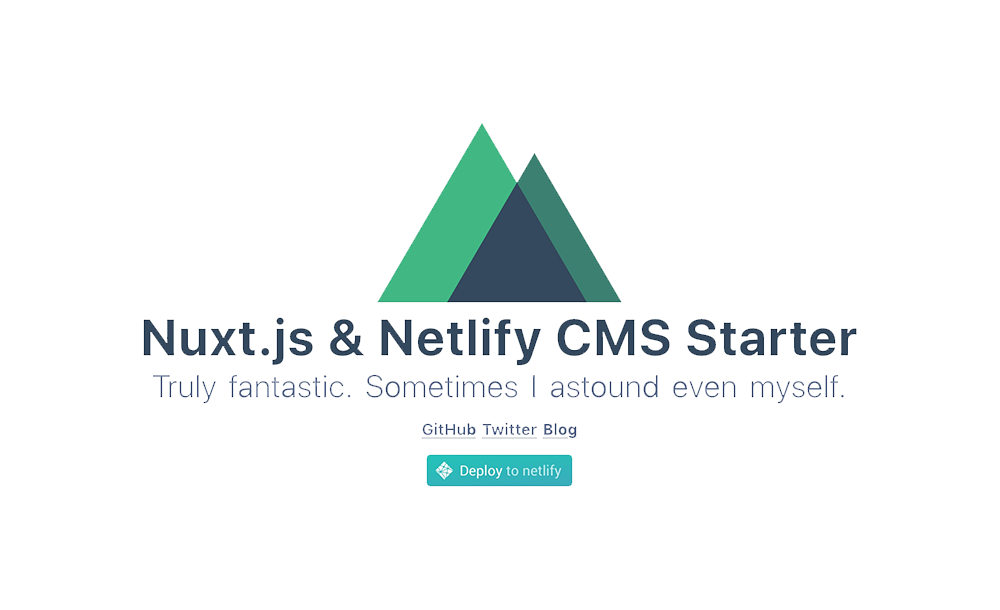 Nuxt.js & Netlify CMS Starter
Truly fantastic. Sometimes I astound even myself.
GitHub Twitter Blog
Deploy to netlify